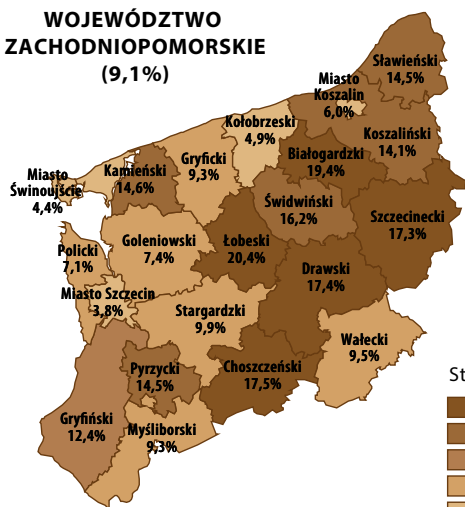 WOJEWÓDZTWO
ZACHODNIOPOMORSKIE
(9,1%)
Sławieński
14,5%
Miasto
Koszalin
6,0%
Kołobrzeski
4,9%
Koszaliński
14,1%
Białogardzki
19,4%
Kamieński
14,6%
Gryficki
9,3%
Miasto
Świnoujście
4,4%
Świdwiński
16,2%
Szczecinecki
17,3%
Policki
7,1%
Goleniowski
7,4%
Łobeski
20,4%
Drawski
17,4%
Miasto Szczecin
3,8%
Stargardzki
9,9%
Wałecki
9,5%
Pyrzycki
14,5%
Choszczeński
17,5%
Gryfiński
12,4%
Myśliborski
9,3%
St